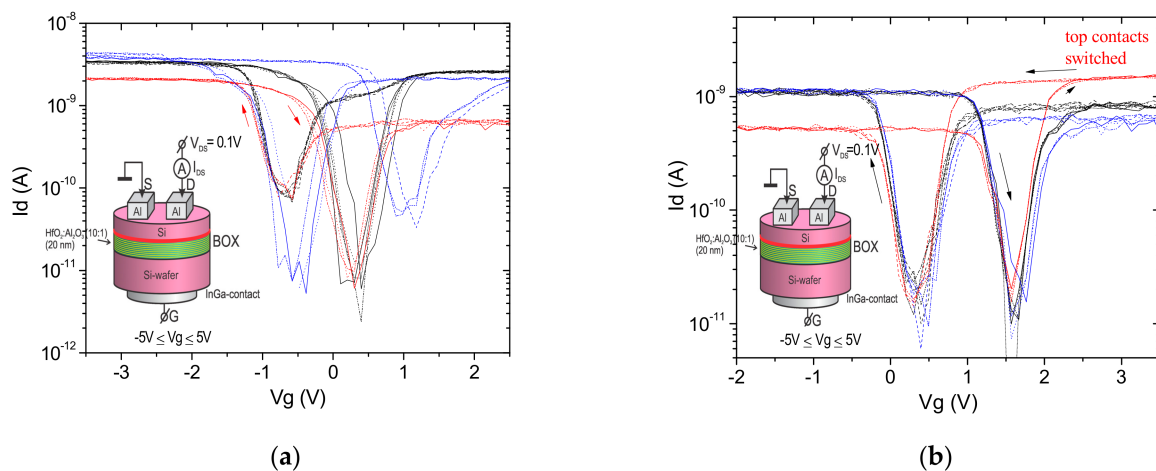 10⁻⁸
10⁻⁹
10⁻¹⁰
10⁻¹¹
10⁻¹²
Id (A)
-3 -2 -1 0 1 2
Vg (V)
V_DS= 0.1V
A I_DS
S D
Al Al
Si
HfO₂:Al₂O₃(10:1)
(20 nm)
BOX
Si-wafer
InGa-contact
G
-5V ≤ Vg ≤ 5V
(a)
top contacts
switched
10⁻⁹
10⁻¹⁰
10⁻¹¹
Id (A)
-2 -1 0 1 2 3
Vg (V)
V_DS=0.1V
A I_DS
S D
Al Al
Si
HfO₂:Al₂O₃(10:1)
(20 nm)
BOX
Si-wafer
InGa-contact
G
-5V ≤ Vg ≤ 5V
(b)